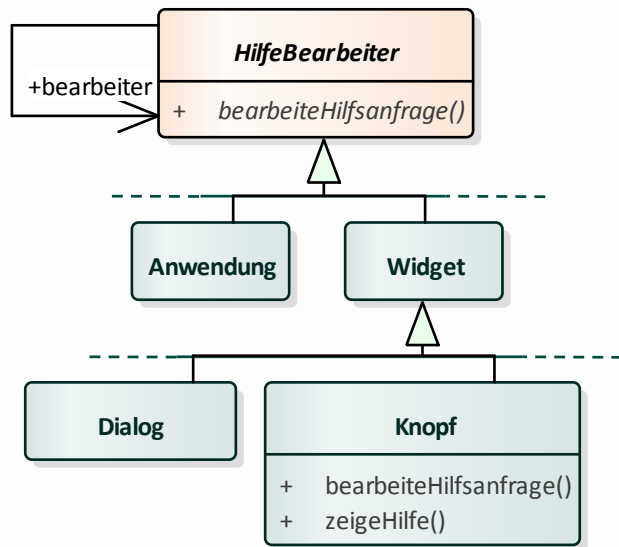 HilfeBearbeiter
+bearbeiter
+ bearbeiteHilfsanfrage()
Anwendung
Widget
Dialog
Knopf
+ bearbeiteHilfsanfrage()
+ zeigeHilfe()